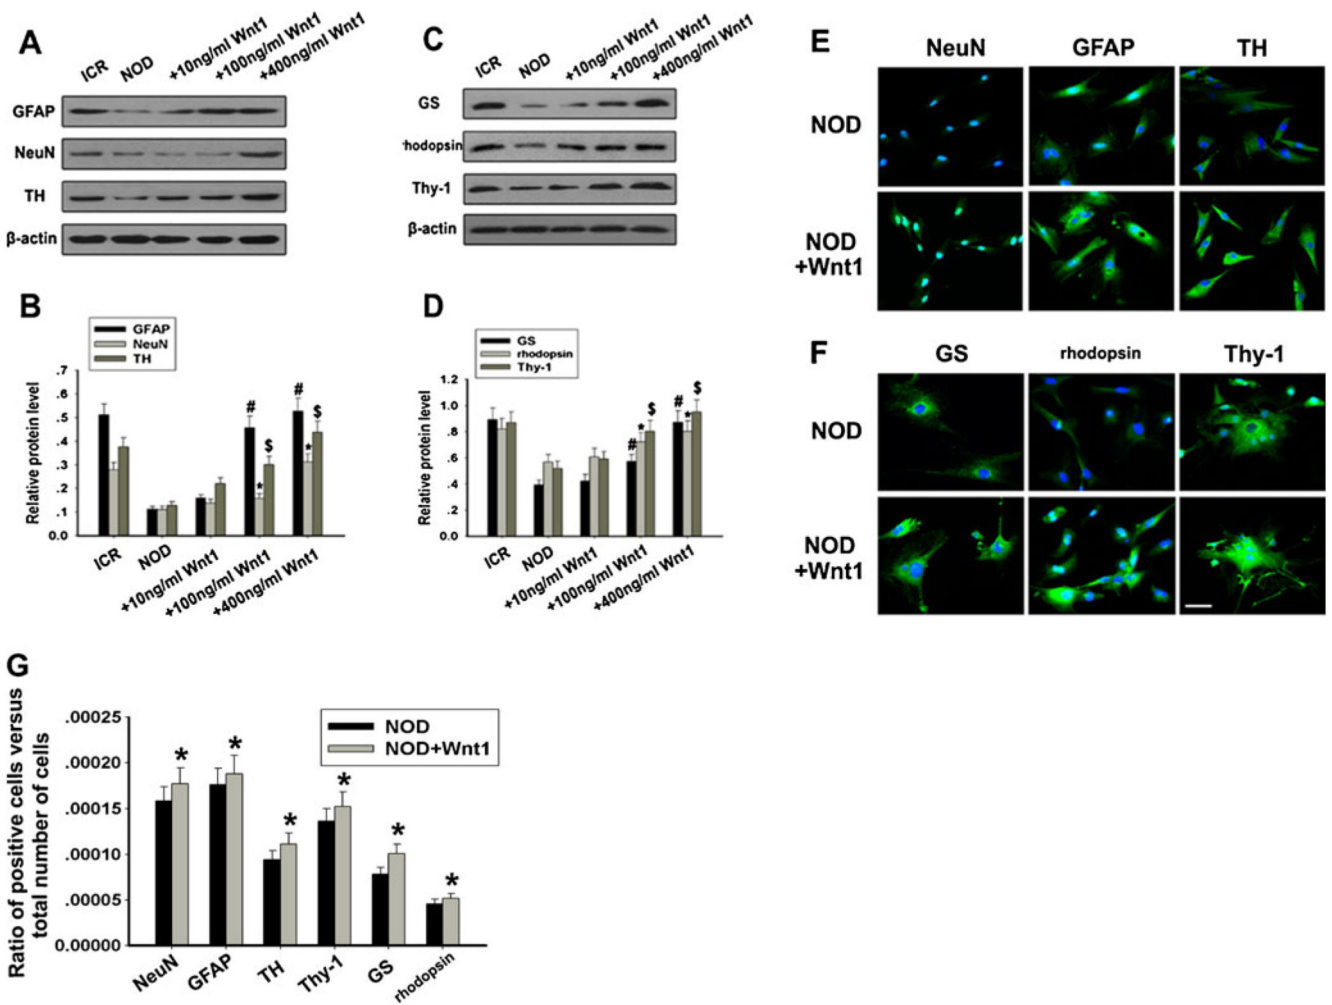 A
ICR
NOD
+10ng/ml Wnt1
+100ng/ml Wnt1
+400ng/ml Wnt1
GFAP
NeuN
TH
β-actin
C
ICR
NOD
+10ng/ml Wnt1
+100ng/ml Wnt1
+400ng/ml Wnt1
GS
rhodopsin
Thy-1
β-actin
E
NeuN GFAP TH
NOD
NOD
+Wnt1
B
GFAP
NeuN
TH
Relative protein level
.7
.6
.5
.4
.3
.2
.1
0.0
# $ * # $ *
ICR
NOD
+10ng/ml Wnt1
+100ng/ml Wnt1
+400ng/ml Wnt1
D
GS
rhodopsin
Thy-1
Relative protein level
1.2
1.0
.8
.6
.4
.2
0.0
# * $ # * $
ICR
NOD
+10ng/ml Wnt1
+100ng/ml Wnt1
+400ng/ml Wnt1
F
GS rhodopsin Thy-1
NOD
NOD
+Wnt1
G
Ratio of positive cells versus
total number of cells
.00025
.00020
.00015
.00010
.00005
0.00000
NOD
NOD+Wnt1
* * * * * *
NeuN
GFAP
TH
Thy-1
GS
rhodopsin